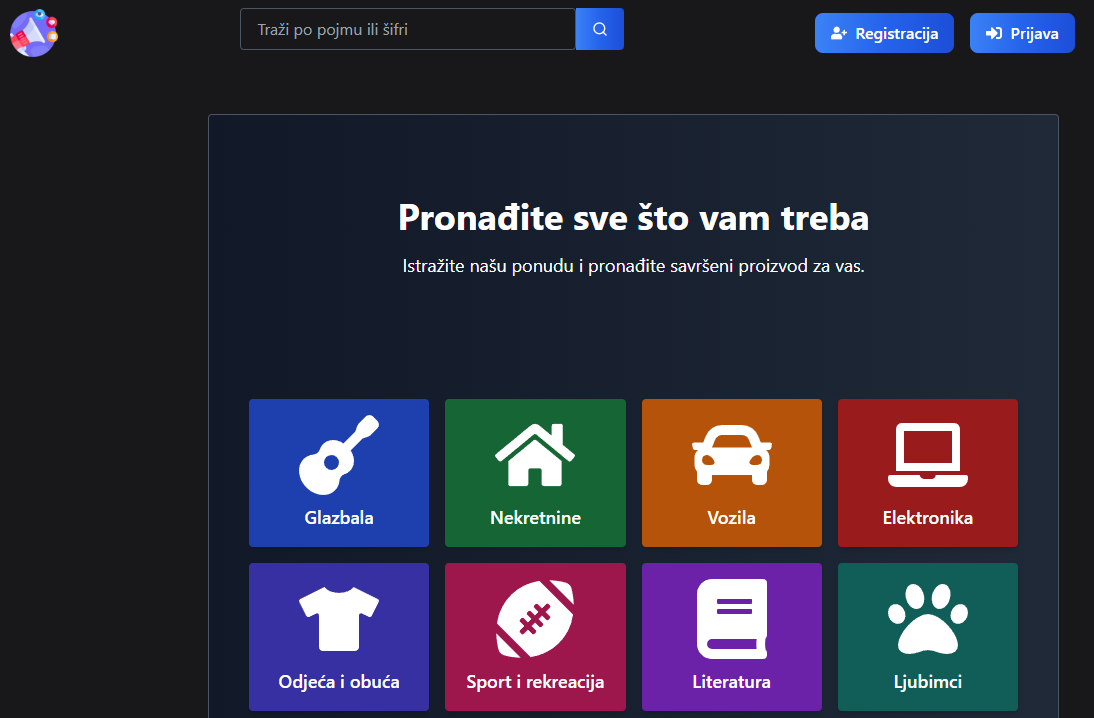 Traži po pojmu ili šifri
Registracija
Prijava
Pronađite sve što vam treba
Istražite našu ponudu i pronađite savršeni proizvod za vas.
Glazbala
Nekretnine
Vozila
Elektronika
Odjeća i obuća
Sport i rekreacija
Literatura
Ljubimci